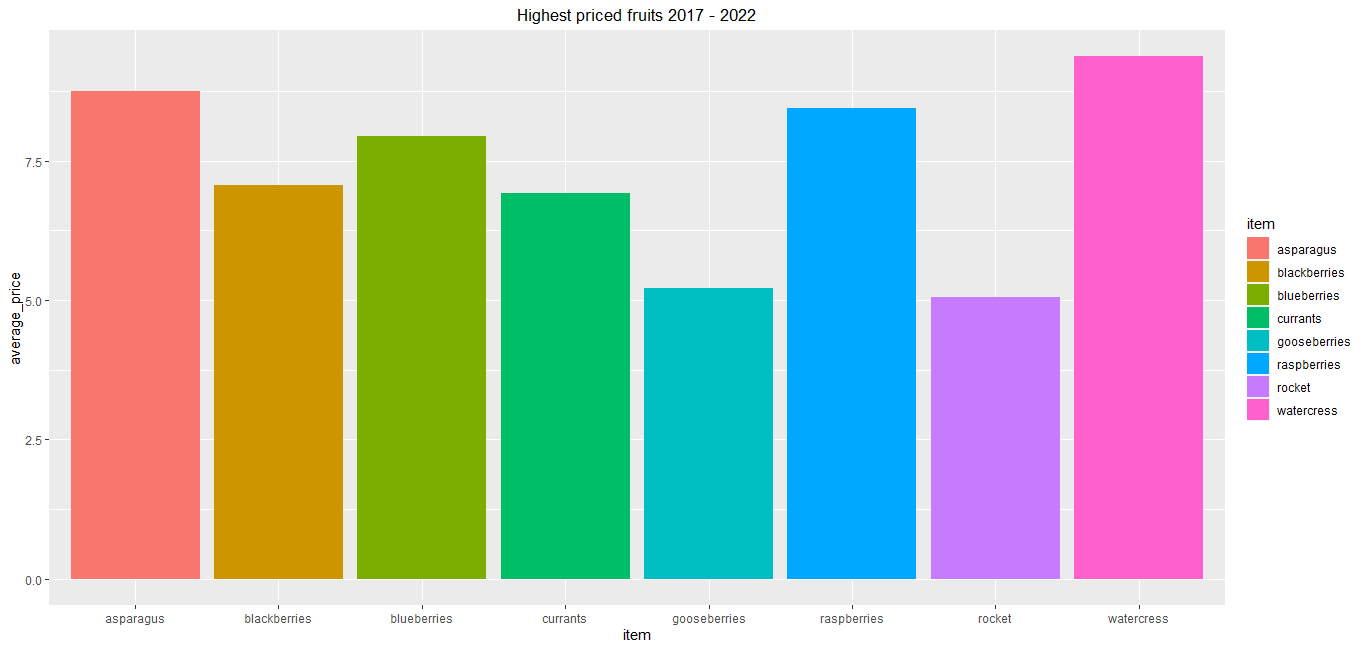 Highest priced fruits 2017 - 2022
average_price
7.5
5.0
2.5
0.0
asparagus blackberries blueberries currants gooseberries raspberries rocket watercress
item
item
asparagus
blackberries
blueberries
currants
gooseberries
raspberries
rocket
watercress